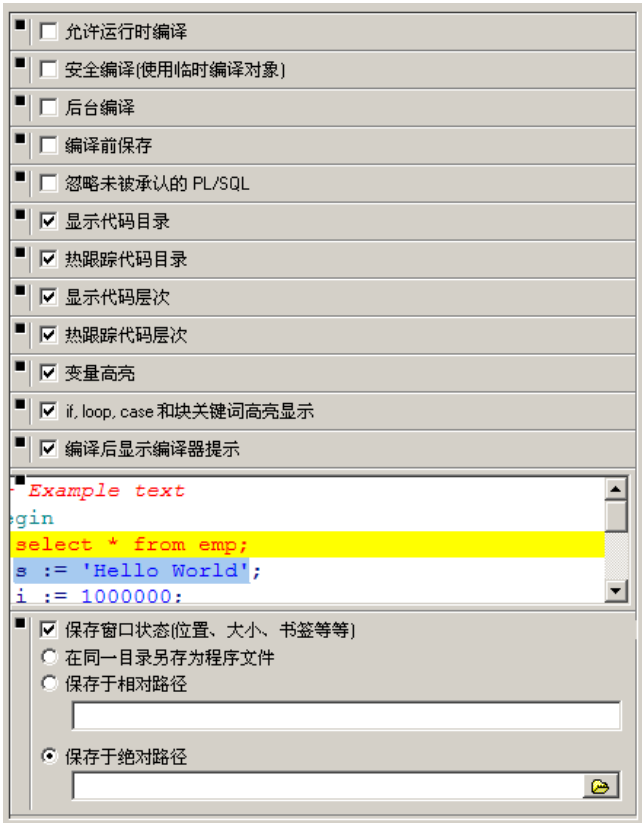 允许运行时编译
安全编译(使用临时编译对象)
后台编译
编译前保存
忽略未被承认的 PL/SQL
显示代码目录
热跟踪代码目录
显示代码层次
热跟踪代码层次
变量高亮
if, loop, case 和块关键词高亮显示
编译后显示编译器提示
- Example text
egin
select * from emp;
s := 'Hello World';
i := 1000000;
保存窗口状态(位置、大小、书签等等)
在同一目录另存为程序文件
保存于相对路径
保存于绝对路径